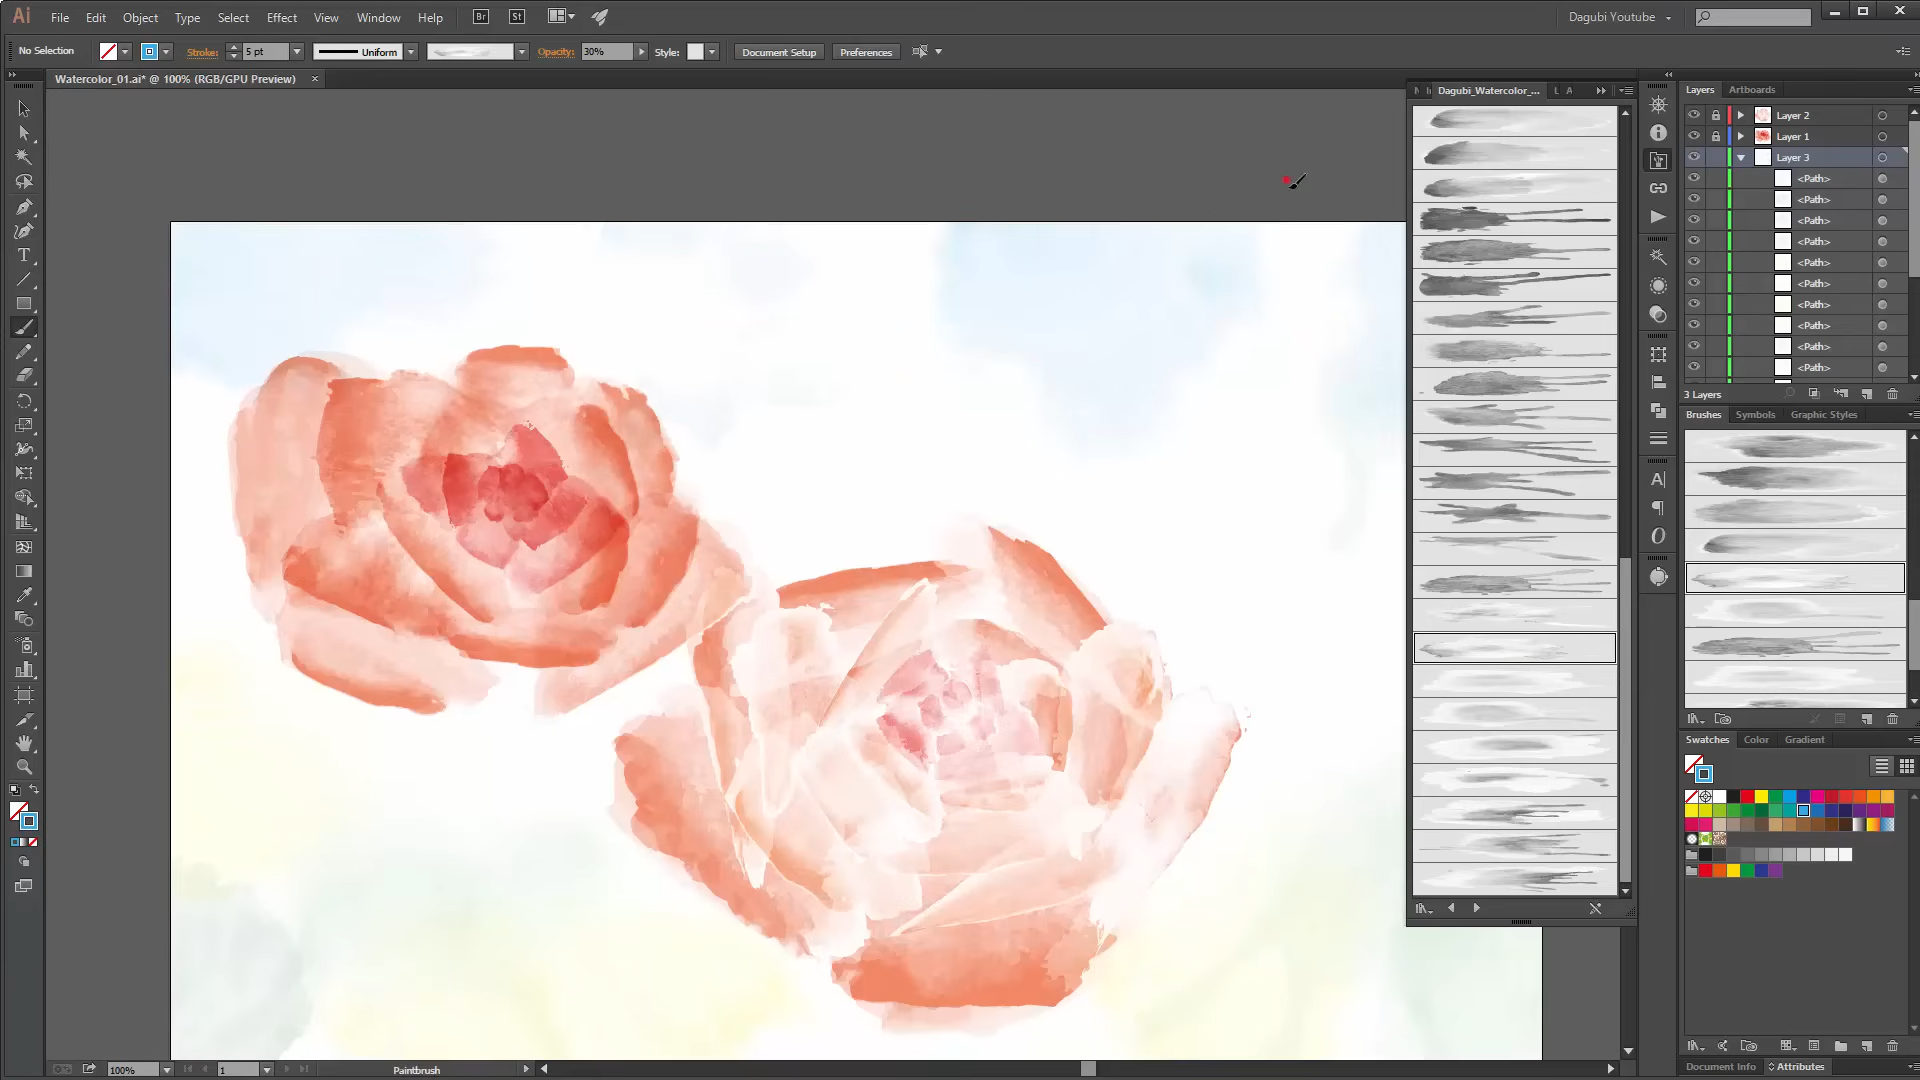 Ai File Edit Object Type Select Effect View Window Help Br St Dagubi Youtube
No Selection Stroke: 5 pt Uniform Opacity: 30% Style: Document Setup Preferences
Watercolor_01.ai* @ 100% (RGB/GPU Preview) ×
Dagubi_Watercolor_...
Layers Artboards
Layer 2
Layer 1
Layer 3
<Path>
<Path>
<Path>
<Path>
<Path>
<Path>
<Path>
<Path>
<Path>
<Path>
3 Layers
Brushes Symbols Graphic Styles
Swatches Color Gradient
100% 1 Paintbrush
Document Info Attributes